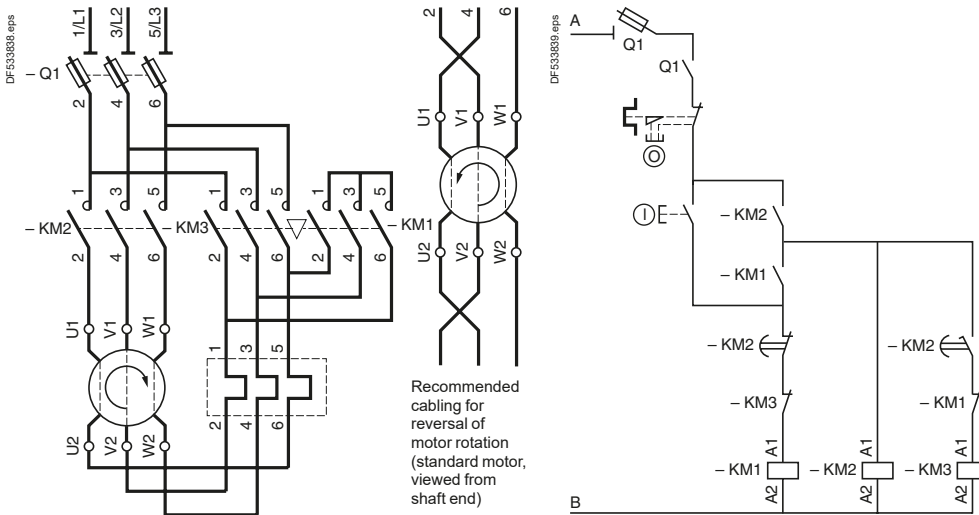 DF533838.eps
1/L1
3/L2
5/L3
– Q1
2
4
6
1
3
5
1
3
5
1
3
5
– KM2
– KM3
– KM1
2
4
6
2
4
6
2
4
6
U1
V1
W1
1
3
5
2
4
6
U2
V2
W2
2
4
6
U1
V1
W1
U2
V2
W2
Recommended
cabling for
reversal of
motor rotation
(standard motor,
viewed from
shaft end)
DF533839.eps
A
Q1
Q1
O
I
– KM2
– KM1
– KM2
– KM2
– KM3
– KM1
A1
A1
A1
– KM1
– KM2
– KM3
A2
A2
A2
B